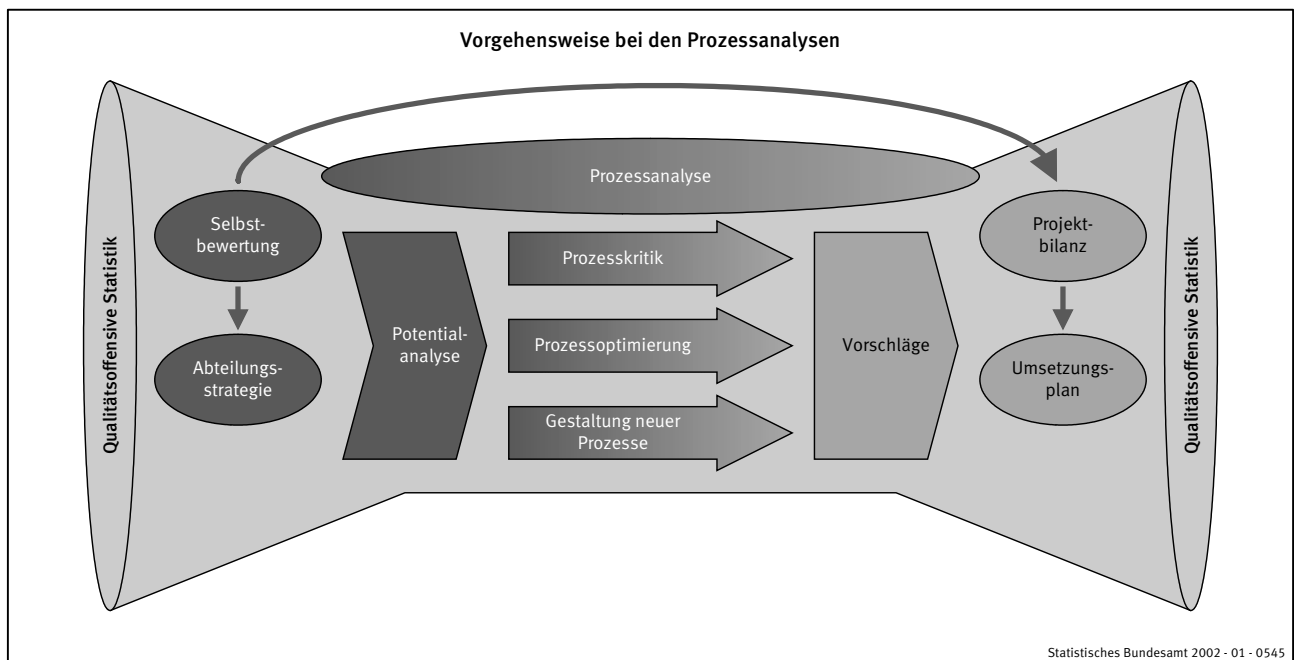 Vorgehensweise bei den Prozessanalysen
Qualitätsoffensive Statistik
Selbst-
bewertung
Abteilungs-
strategie
Potential-
analyse
Prozessanalyse
Prozesskritik
Prozessoptimierung
Gestaltung neuer
Prozesse
Vorschläge
Projekt-
bilanz
Umsetzungs-
plan
Qualitätsoffensive Statistik
Statistisches Bundesamt 2002 - 01 - 0545